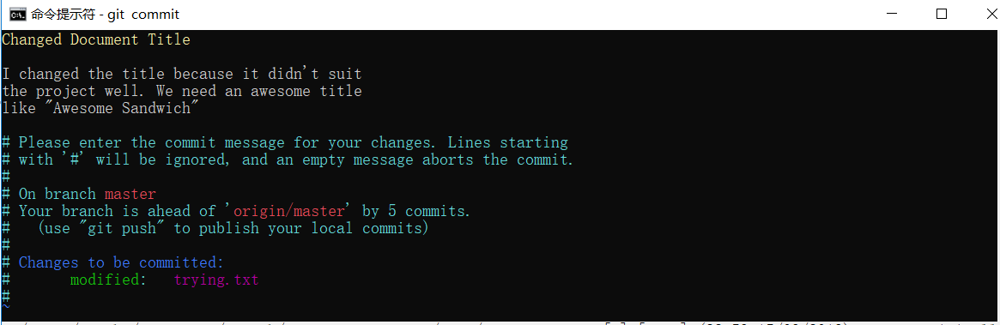 命令提示符 - git commit
Changed Document Title
I changed the title because it didn't suit
the project well. We need an awesome title
like "Awesome Sandwich"
# Please enter the commit message for your changes. Lines starting
# with '#' will be ignored, and an empty message aborts the commit.
#
# On branch master
# Your branch is ahead of 'origin/master' by 5 commits.
#   (use "git push" to publish your local commits)
#
# Changes to be committed:
#       modified:   trying.txt
#
~